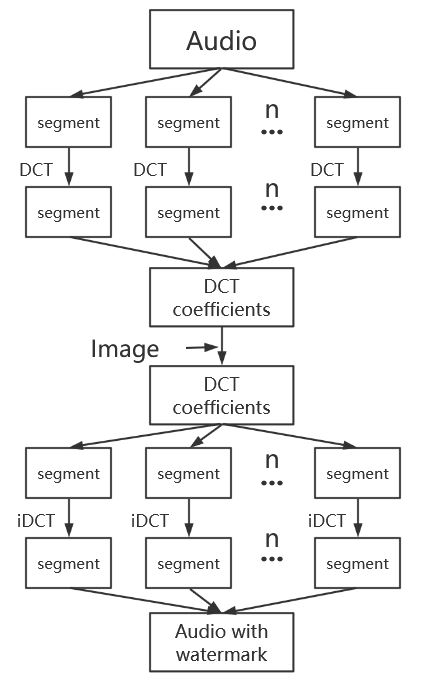 Audio
segment segment n ... segment
DCT DCT DCT
segment segment n ... segment
DCT
coefficients
Image
DCT
coefficients
segment segment n ... segment
iDCT iDCT iDCT
segment segment n ... segment
Audio with
watermark